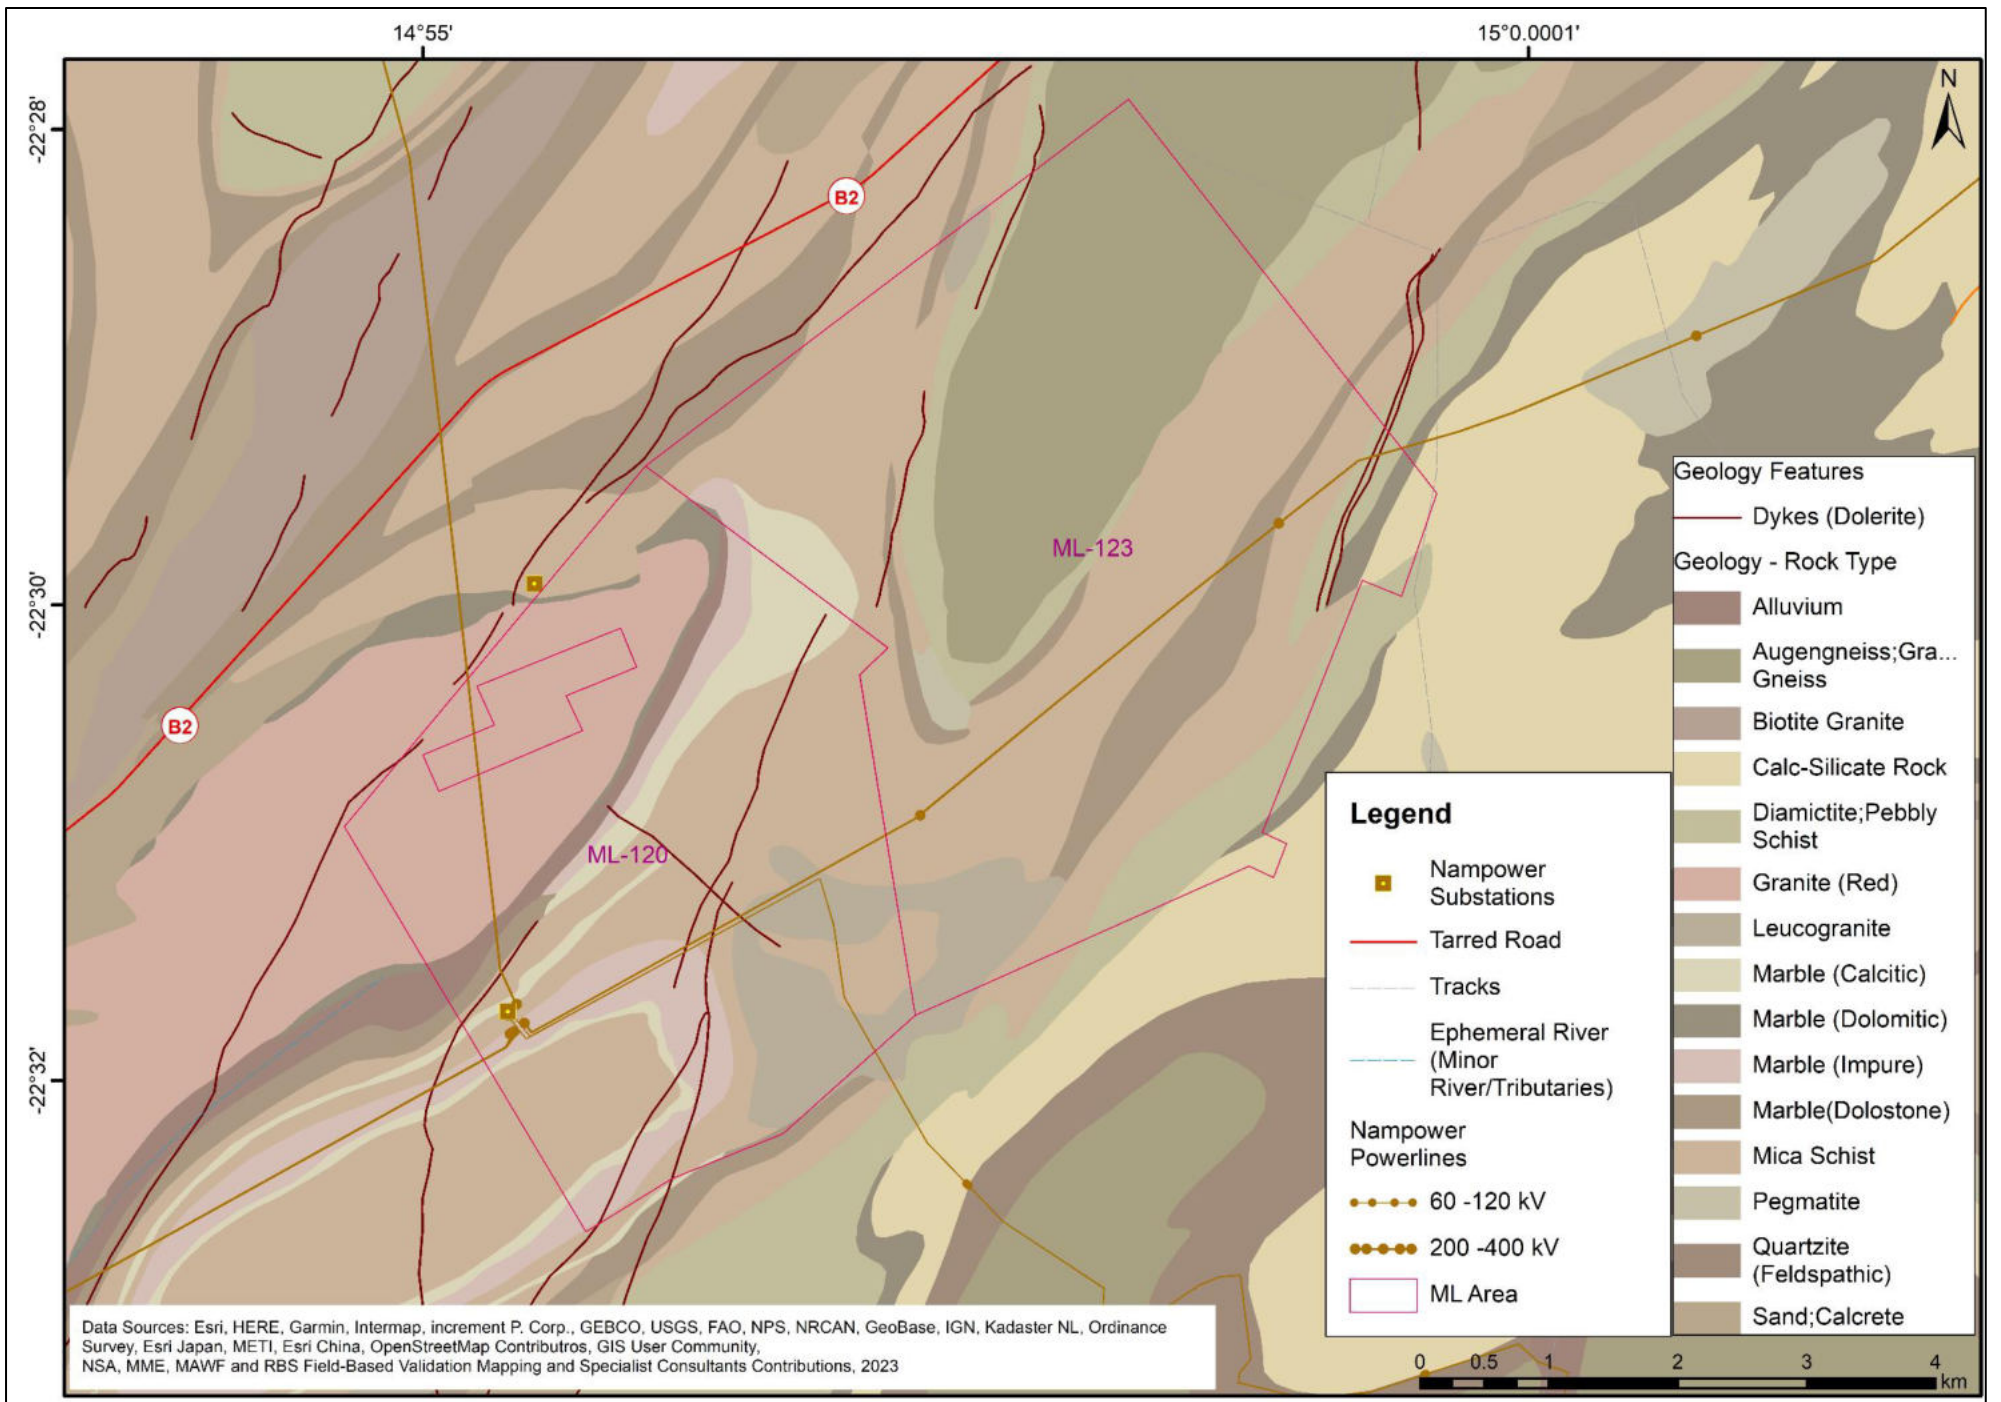 14°55'
15°0.0001'
N
-22°28'
B2
Geology Features
Dykes (Dolerite)
ML-123
Geology - Rock Type
-22°30'
Alluvium
Augengneiss;Gra...
Gneiss
B2
Biotite Granite
Calc-Silicate Rock
Legend
Diamictite;Pebbly
Schist
ML-120
Nampower
Substations
Granite (Red)
Tarred Road
Leucogranite
Tracks
Marble (Calcitic)
Ephemeral River
(Minor
River/Tributaries)
Marble (Dolomitic)
-22°32'
Marble (Impure)
Nampower
Powerlines
Marble(Dolostone)
Mica Schist
60 -120 kV
Pegmatite
200 -400 kV
Quartzite
(Feldspathic)
ML Area
Sand;Calcrete
Data Sources: Esri, HERE, Garmin, Intermap, increment P. Corp., GEBCO, USGS, FAO, NPS, NRCAN, GeoBase, IGN, Kadaster NL, Ordinance
Survey, Esri Japan, METI, Esri China, OpenStreetMap Contributros, GIS User Community,
NSA, MME, MAWF and RBS Field-Based Validation Mapping and Specialist Consultants Contributions, 2023
0 0.5 1 2 3 4
km